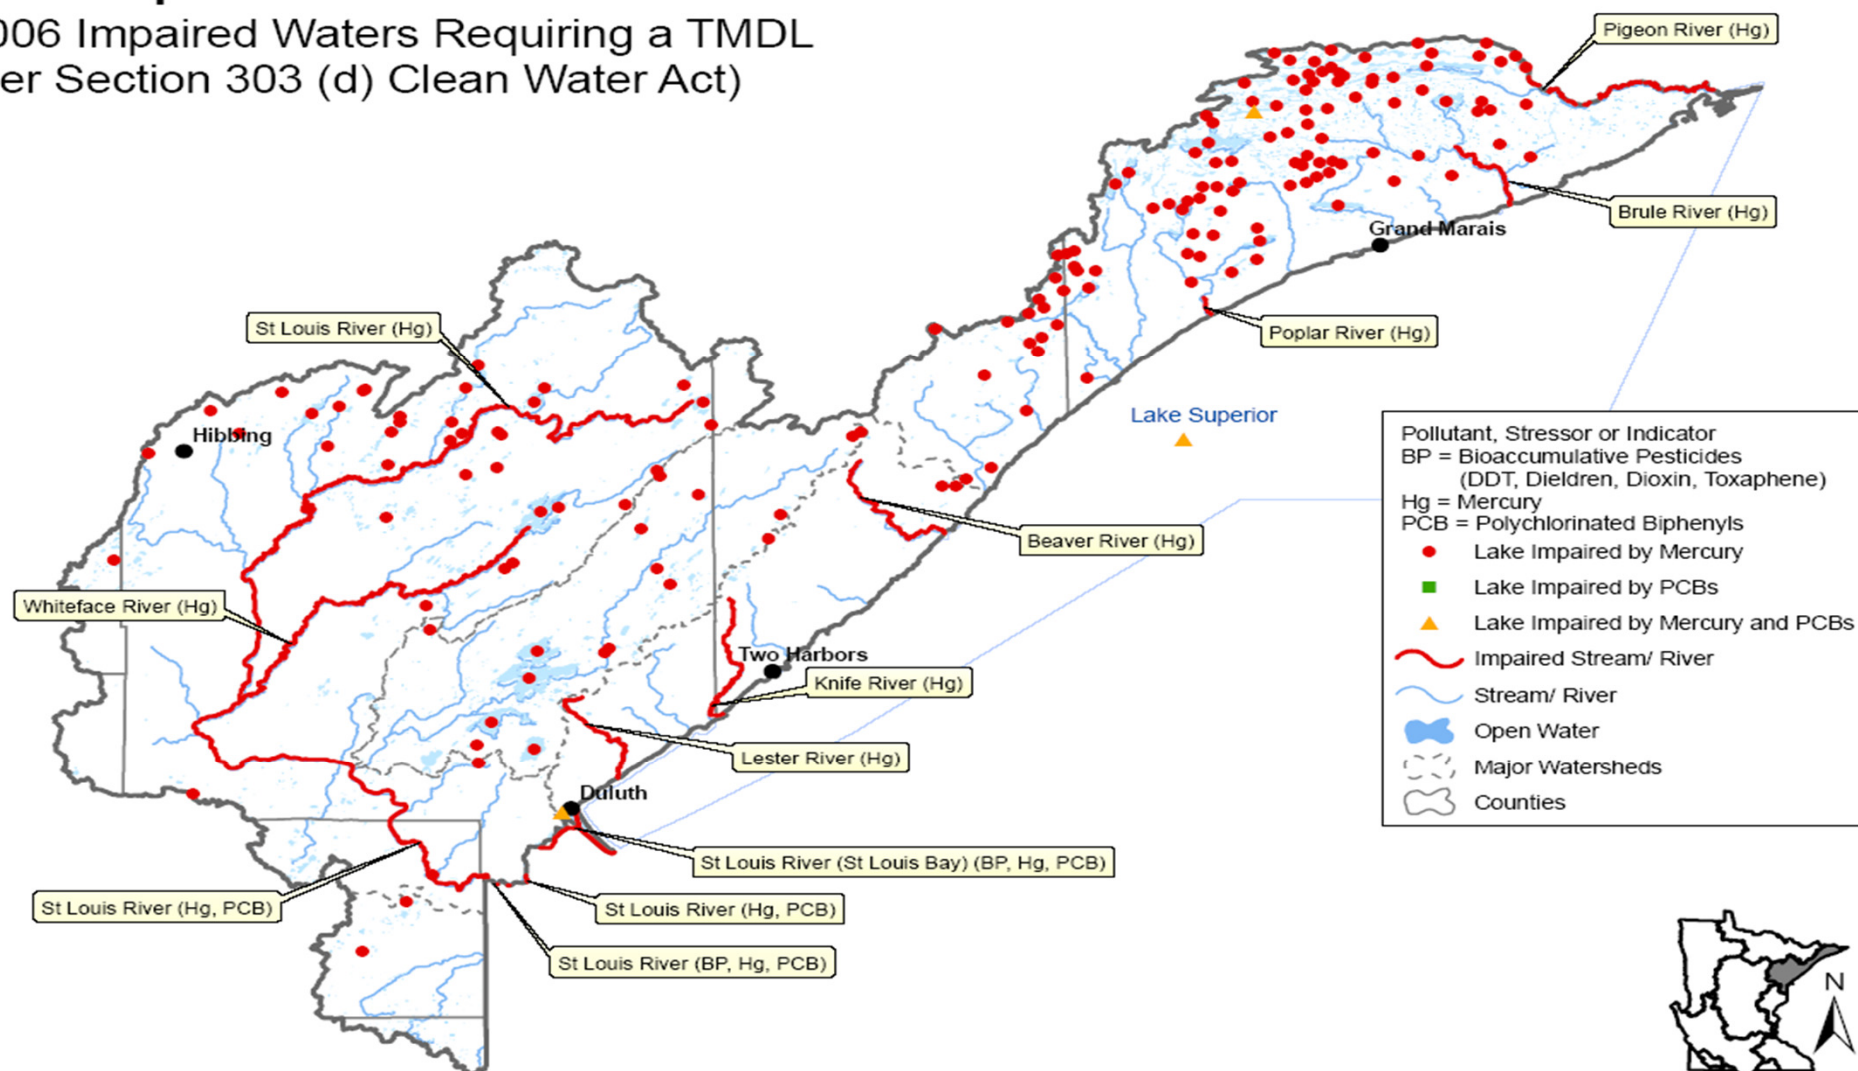 006 Impaired Waters Requiring a TMDL
er Section 303 (d) Clean Water Act)
Pigeon River (Hg)
Brule River (Hg)
Grand Marais
St Louis River (Hg)
Poplar River (Hg)
Lake Superior
Hibbing
Beaver River (Hg)
Whiteface River (Hg)
Two Harbors
Knife River (Hg)
Lester River (Hg)
Duluth
St Louis River (St Louis Bay) (BP, Hg, PCB)
St Louis River (Hg, PCB)
St Louis River (Hg, PCB)
St Louis River (BP, Hg, PCB)
Pollutant, Stressor or Indicator
BP = Bioaccumulative Pesticides
(DDT, Dieldren, Dioxin, Toxaphene)
Hg = Mercury
PCB = Polychlorinated Biphenyls
Lake Impaired by Mercury
Lake Impaired by PCBs
Lake Impaired by Mercury and PCBs
Impaired Stream/ River
Stream/ River
Open Water
Major Watersheds
Counties
N